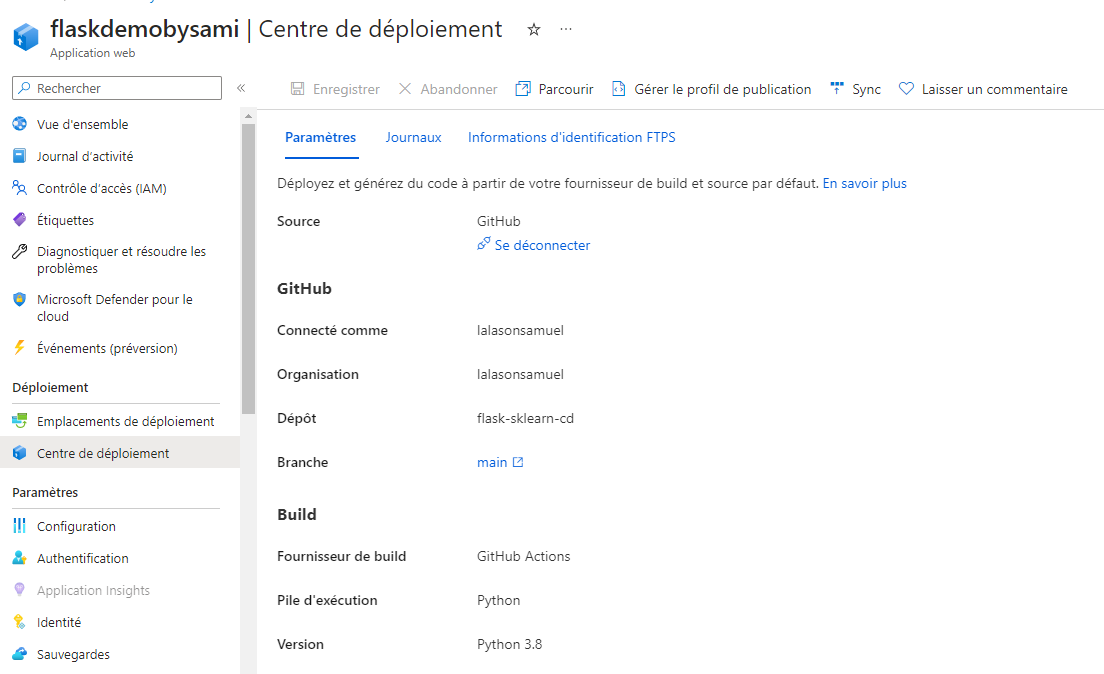 flaskdemobysami | Centre de déploiement
Application web
Rechercher
Enregistrer
Abandonner
Parcourir
Gérer le profil de publication
Sync
Laisser un commentaire
Vue d'ensemble
Journal d'activité
Contrôle d'accès (IAM)
Étiquettes
Diagnostiquer et résoudre les
problèmes
Microsoft Defender pour le
cloud
Événements (préversion)
Déploiement
Emplacements de déploiement
Centre de déploiement
Paramètres
Configuration
Authentification
Application Insights
Identité
Sauvegardes
Paramètres
Journaux
Informations d'identification FTPS
Déployez et générez du code à partir de votre fournisseur de build et source par défaut. En savoir plus
Source
GitHub
Se déconnecter
GitHub
Connecté comme
lalasonsamuel
Organisation
lalasonsamuel
Dépôt
flask-sklearn-cd
Branche
main
Build
Fournisseur de build
GitHub Actions
Pile d'exécution
Python
Version
Python 3.8